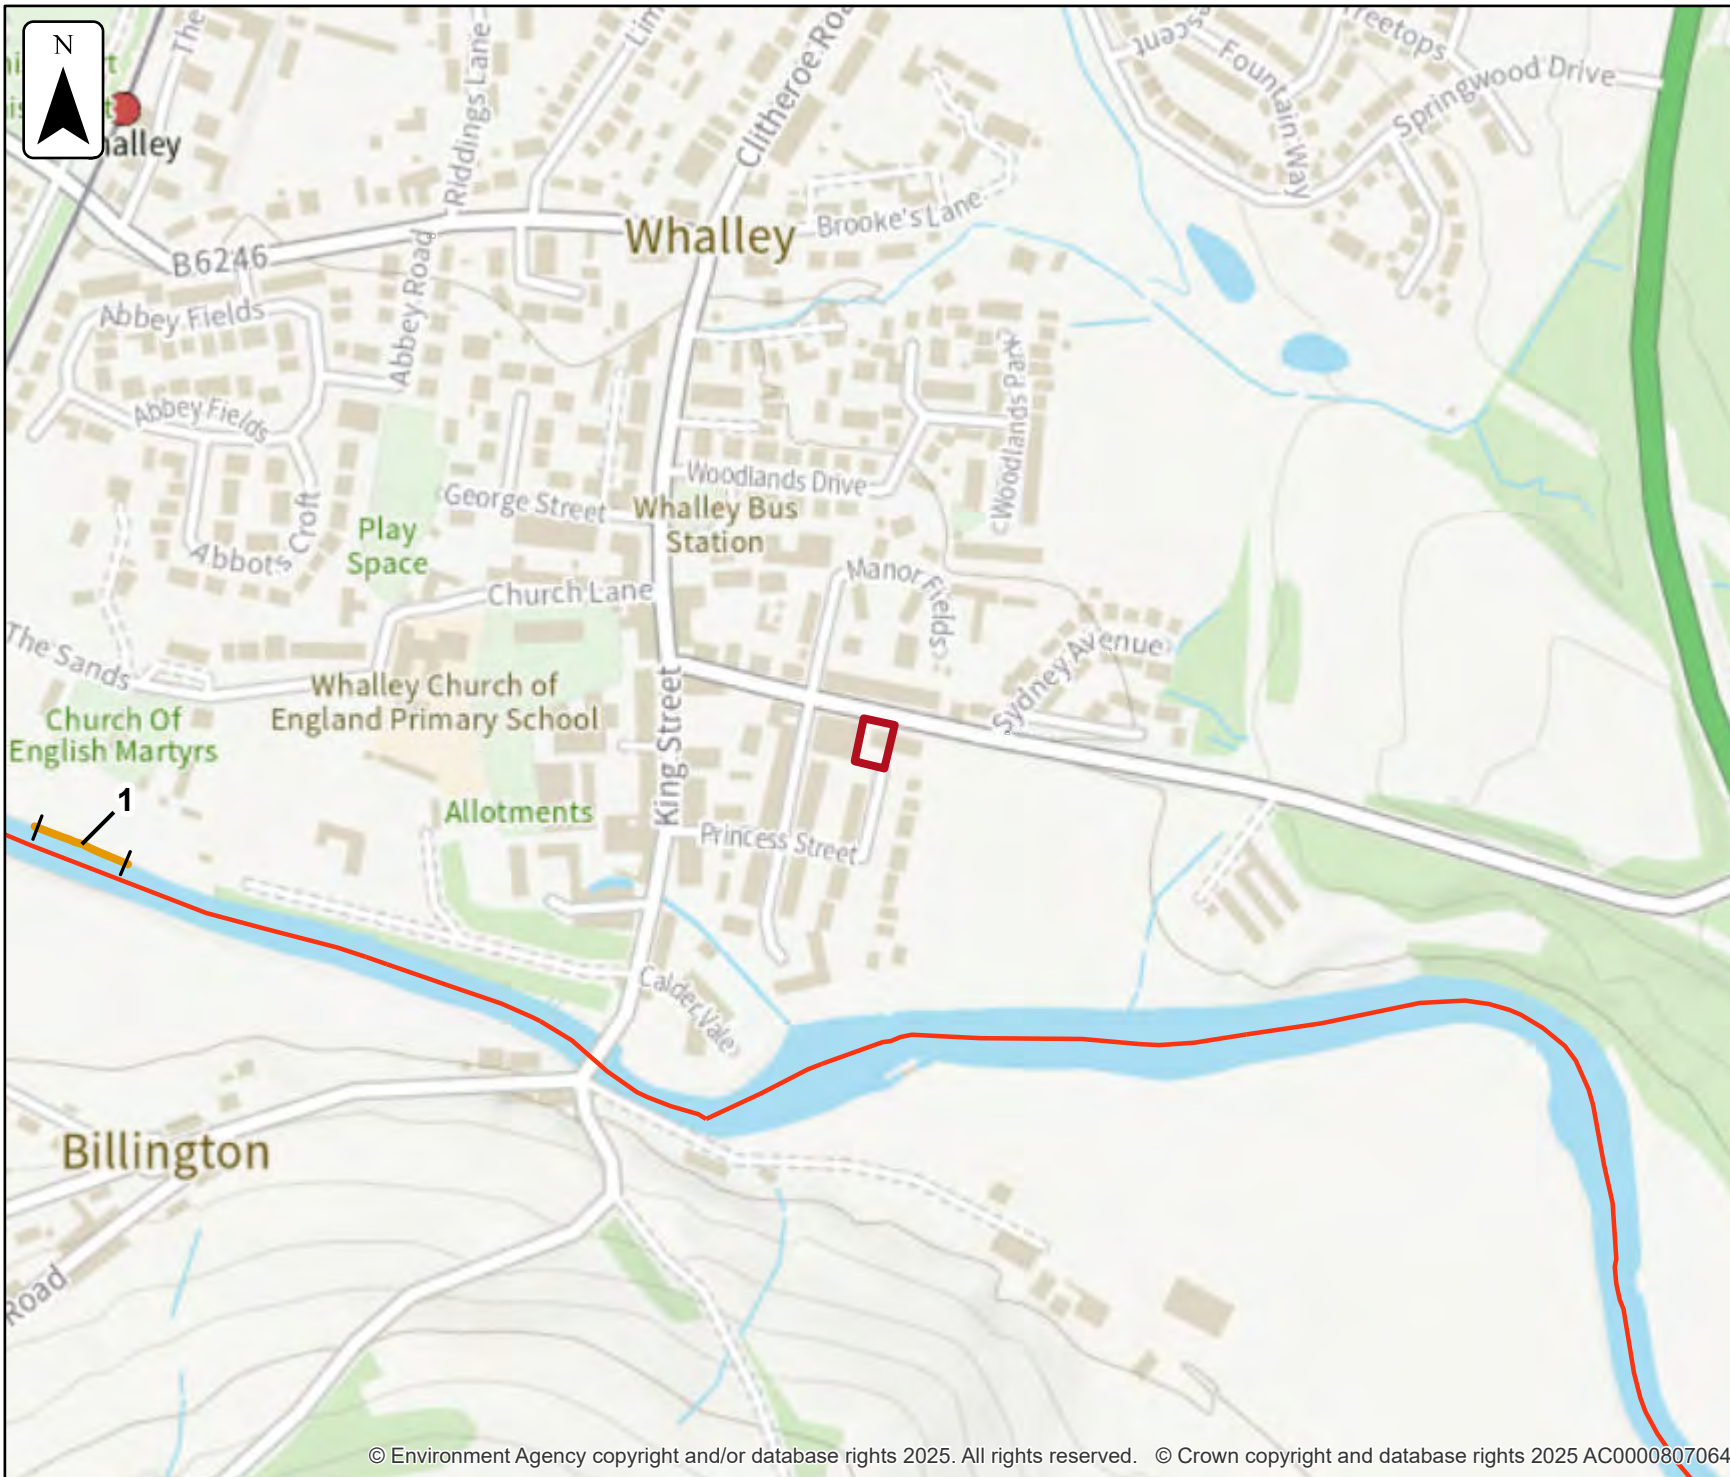 N
The
Riddings Lane
Clitheroe Ro
Fountain Way
Springwood Drive
halley
Whalley
Brooke's Lane
B6246
Abbey Road
Abbey Fields
Abbey Fields
Woodlands Park
Woodlands Drive
George Street
Whalley Bus
Station
Play
Space
Abbots Croft
Manor Fields
Church Lane
The Sands
Sydney Avenue
Whalley Church of
England Primary School
King Street
Church Of
English Martyrs
1
Allotments
Princess Street
Calder Vale
Billington
Road
© Environment Agency copyright and/or database rights 2025. All rights reserved. © Crown copyright and database rights 2025 AC0000807064